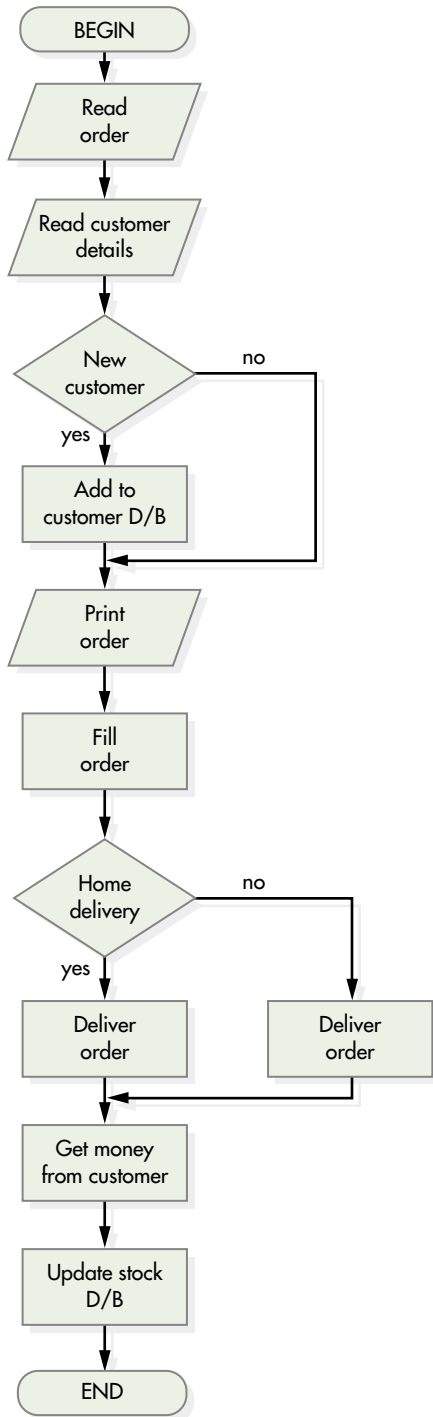 BEGIN
Read
order
Read customer
details
New
customer
no
yes
Add to
customer D/B
Print
order
Fill
order
Home
delivery
no
yes
Deliver
order
Deliver
order
Get money
from customer
Update stock
D/B
END